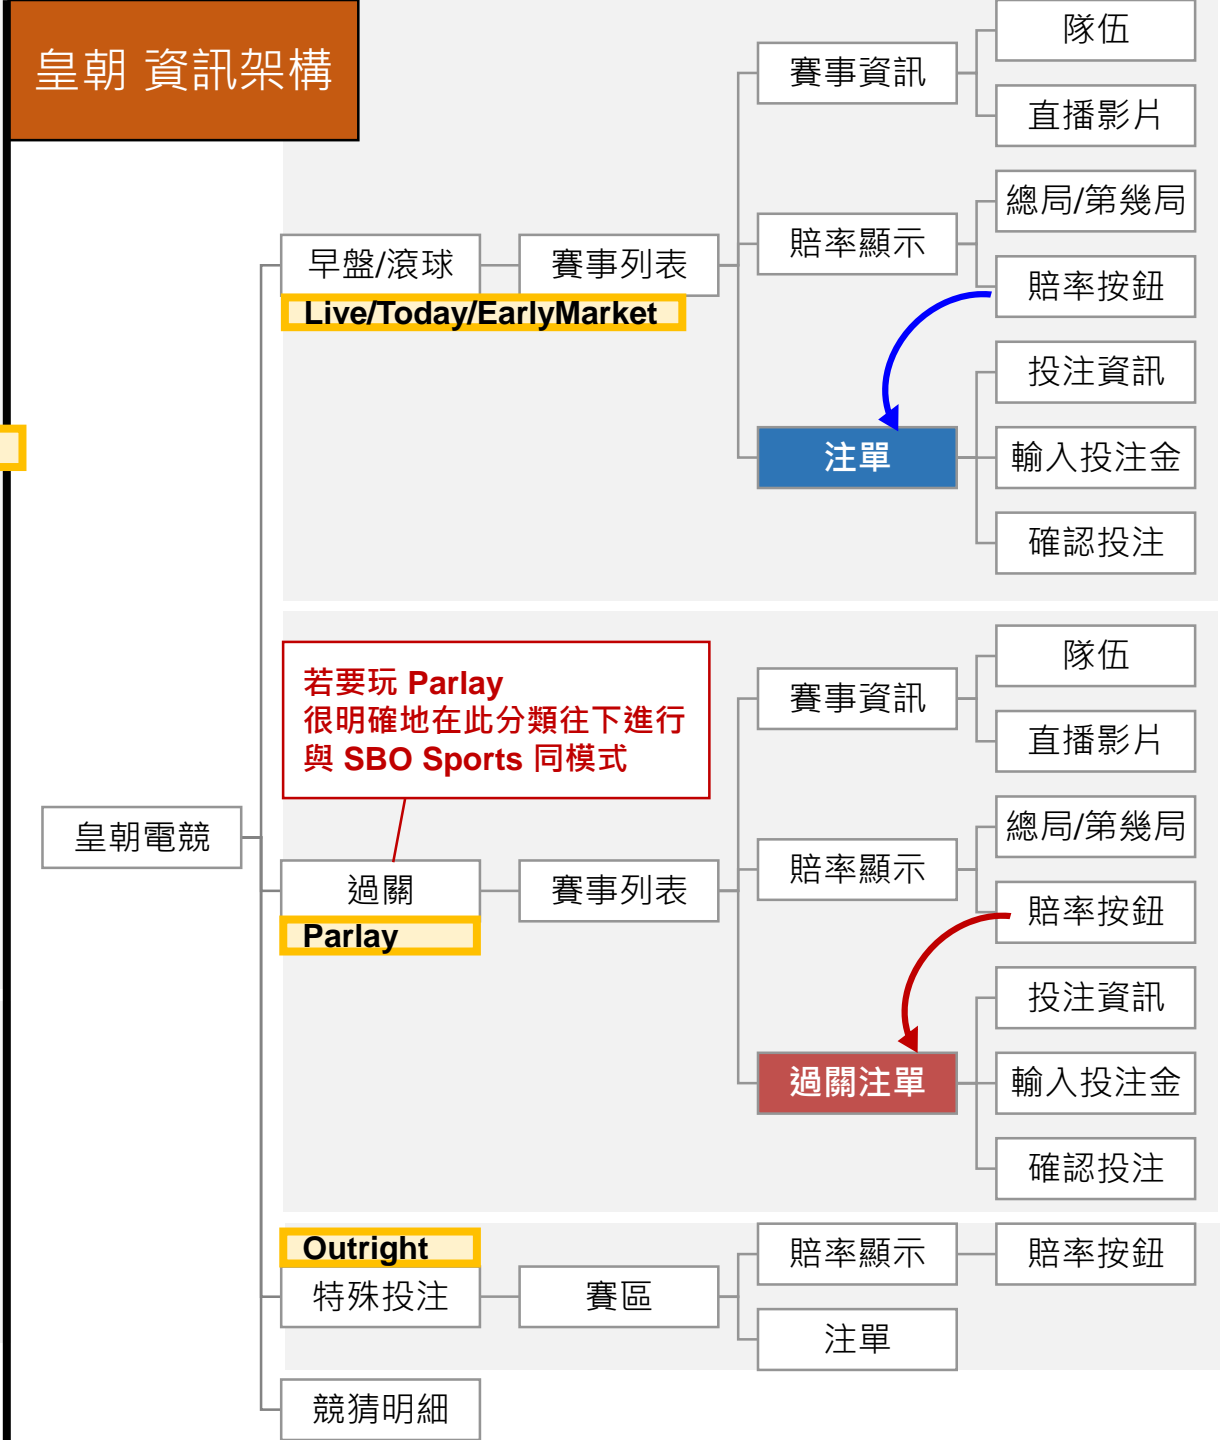 皇朝 資訊架構
隊伍
賽事資訊
直播影片
總局/第幾局
賠率顯示
早盤/滾球
賽事列表
賠率按鈕
Live/Today/EarlyMarket
投注資訊
注單
輸入投注金
確認投注
隊伍
若要玩 Parlay
很明確地在此分類往下進行
與 SBO Sports 同模式
賽事資訊
直播影片
總局/第幾局
皇朝電競
賠率顯示
過關
賽事列表
賠率按鈕
Parlay
投注資訊
過關注單
輸入投注金
確認投注
Outright
賠率顯示
賠率按鈕
特殊投注
賽區
注單
競猜明細